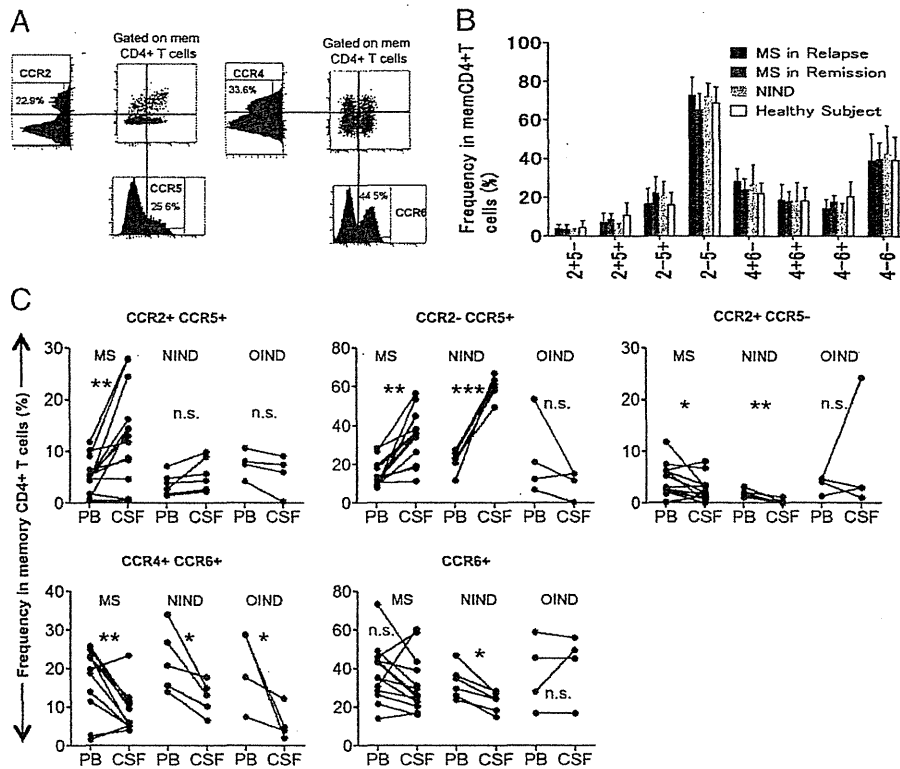 A
Gated on mem
CD4+ T cells
CCR2
22.9%
CCR5
25.6%
Gated on mem
CD4+ T cells
CCR4
33.6%
44.5%
CCR6
B
Frequency in memCD4+T
cells (%)
100
80
60
40
20
0
MS in Relapse
MS in Remission
NIND
Healthy Subject
2+5-
2+5+
2-5+
2-5-
4+6-
4+6+
4-6+
4-6-
C
Frequency in memory CD4+ T cells (%)
CCR2+ CCR5+
30
20
10
0
MS
NIND
OIND
**
n.s.
n.s.
PB CSF
PB CSF
PB CSF
CCR2- CCR5+
80
60
40
20
0
MS
NIND
OIND
**
***
n.s.
PB CSF
PB CSF
PB CSF
CCR2+ CCR5-
30
20
10
0
MS
NIND
OIND
*
**
n.s.
PB CSF
PB CSF
PB CSF
CCR4+ CCR6+
40
30
20
10
0
MS
NIND
OIND
**
*
*
PB CSF
PB CSF
PB CSF
CCR6+
80
60
40
20
0
MS
NIND
OIND
n.s.
*
n.s.
PB CSF
PB CSF
PB CSF